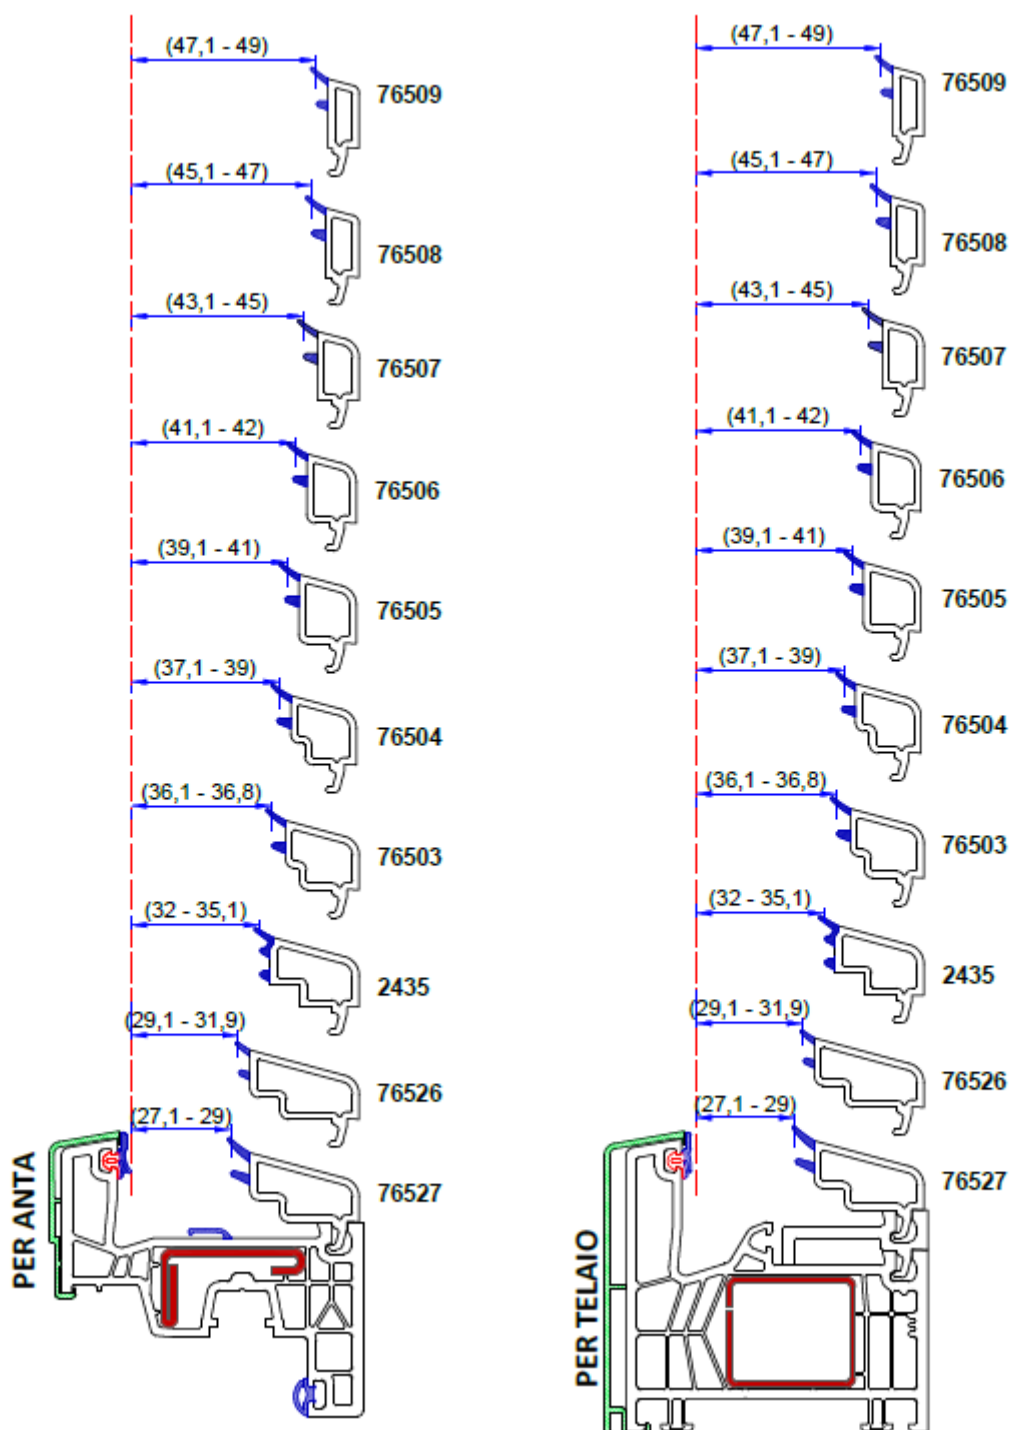 (47,1 - 49)
76509
(45,1 - 47)
76508
(43,1 - 45)
76507
(41,1 - 42)
76506
(39,1 - 41)
76505
(37,1 - 39)
76504
(36,1 - 36,8)
76503
(32 - 35,1)
2435
(29,1 - 31,9)
76526
(27,1 - 29)
76527
PER ANTA
(47,1 - 49)
76509
(45,1 - 47)
76508
(43,1 - 45)
76507
(41,1 - 42)
76506
(39,1 - 41)
76505
(37,1 - 39)
76504
(36,1 - 36,8)
76503
(32 - 35,1)
2435
(29,1 - 31,9)
76526
(27,1 - 29)
76527
PER TELAIO